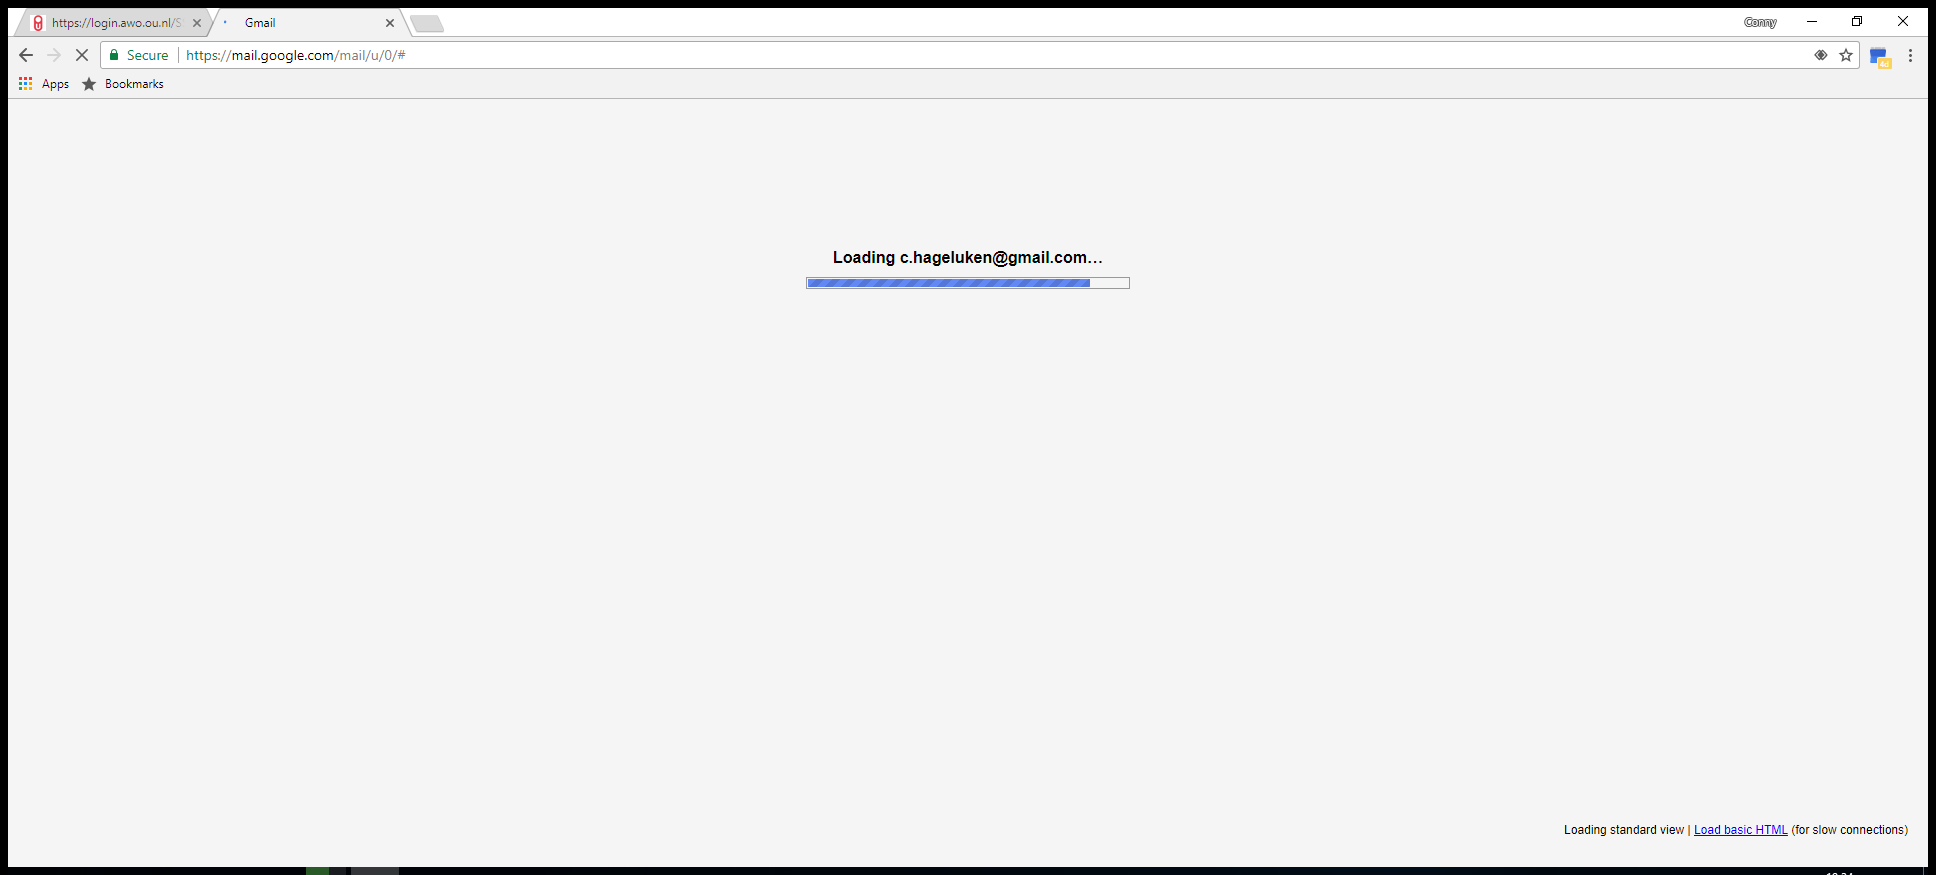 https://login.awo.ou.nl/S
Gmail
Conny
Secure
https://mail.google.com/mail/u/0/#
4d
Apps
Bookmarks
Loading c.hageluken@gmail.com…
Loading standard view | Load basic HTML (for slow connections)